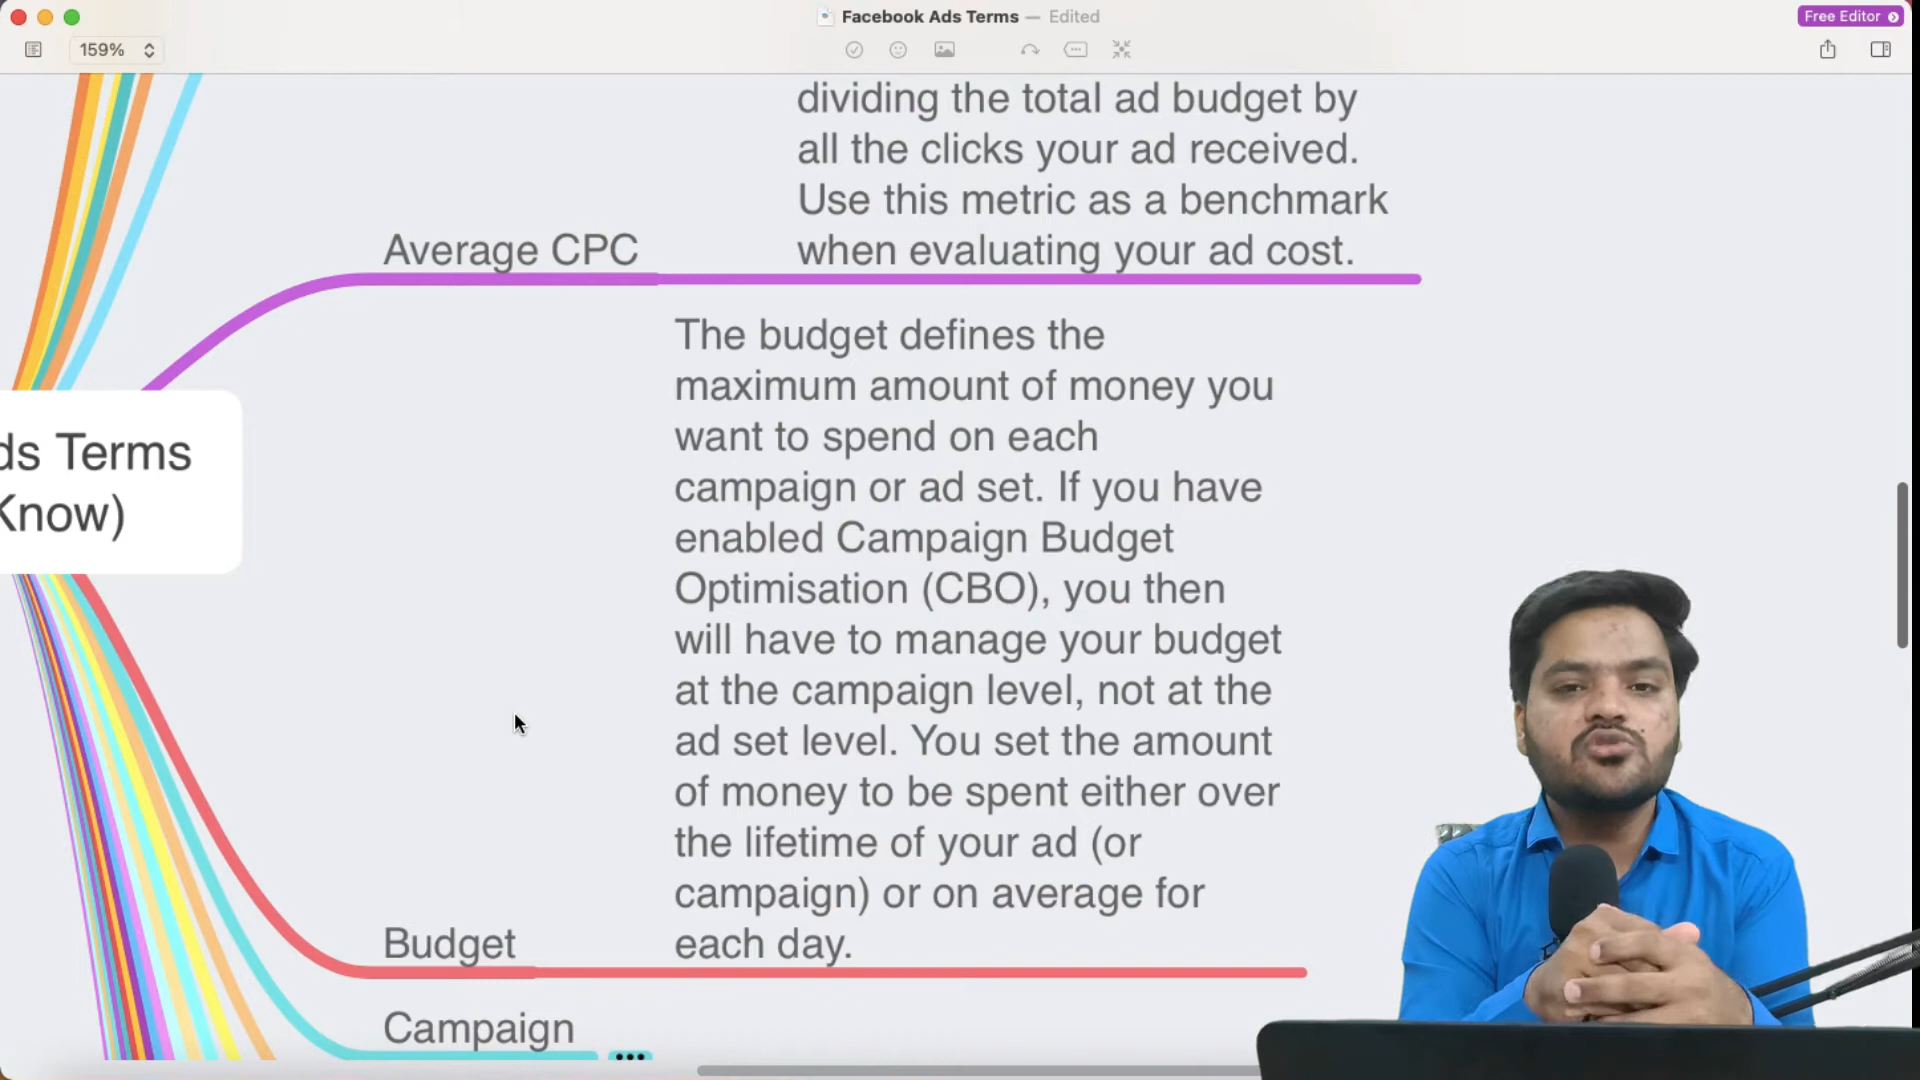 Facebook Ads Terms — Edited
Free Editor
159%
dividing the total ad budget by
all the clicks your ad received.
Use this metric as a benchmark
when evaluating your ad cost.
Average CPC
ds Terms
Know)
The budget defines the
maximum amount of money you
want to spend on each
campaign or ad set. If you have
enabled Campaign Budget
Optimisation (CBO), you then
will have to manage your budget
at the campaign level, not at the
ad set level. You set the amount
of money to be spent either over
the lifetime of your ad (or
campaign) or on average for
each day.
Budget
Campaign